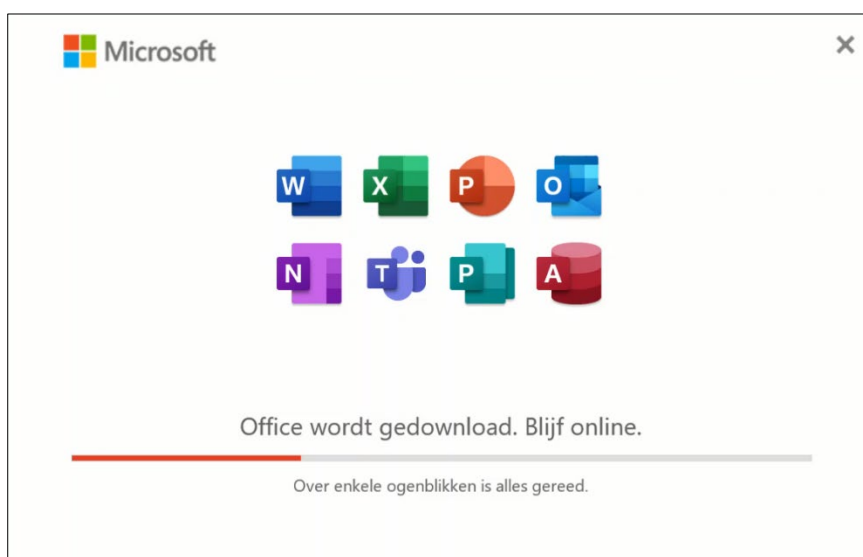 Microsoft
W X P O
N T P A
Office wordt gedownload. Blijf online.
Over enkele ogenblikken is alles gereed.